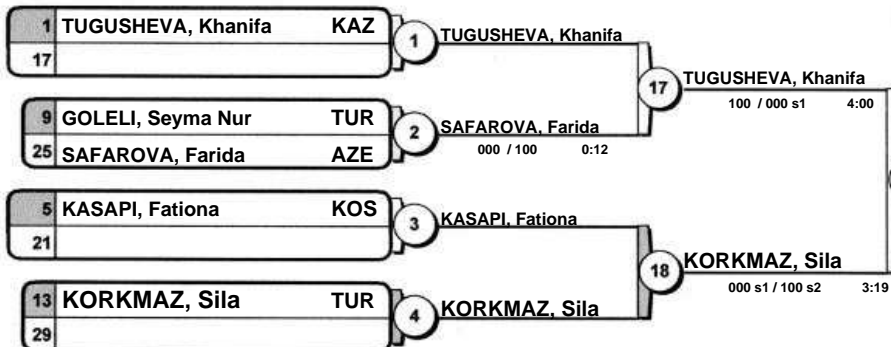 1 TUGUSHEVA, Khanifa KAZ
17
1 TUGUSHEVA, Khanifa
9 GOLELI, Seyma Nur TUR
25 SAFAROVA, Farida AZE
2 SAFAROVA, Farida
000 / 100 0:12
17 TUGUSHEVA, Khanifa
100 / 000 s1 4:00
5 KASAPI, Fationa KOS
21
3 KASAPI, Fationa
13 KORKMAZ, Sila TUR
29
4 KORKMAZ, Sila
18 KORKMAZ, Sila
000 s1 / 100 s2 3:19